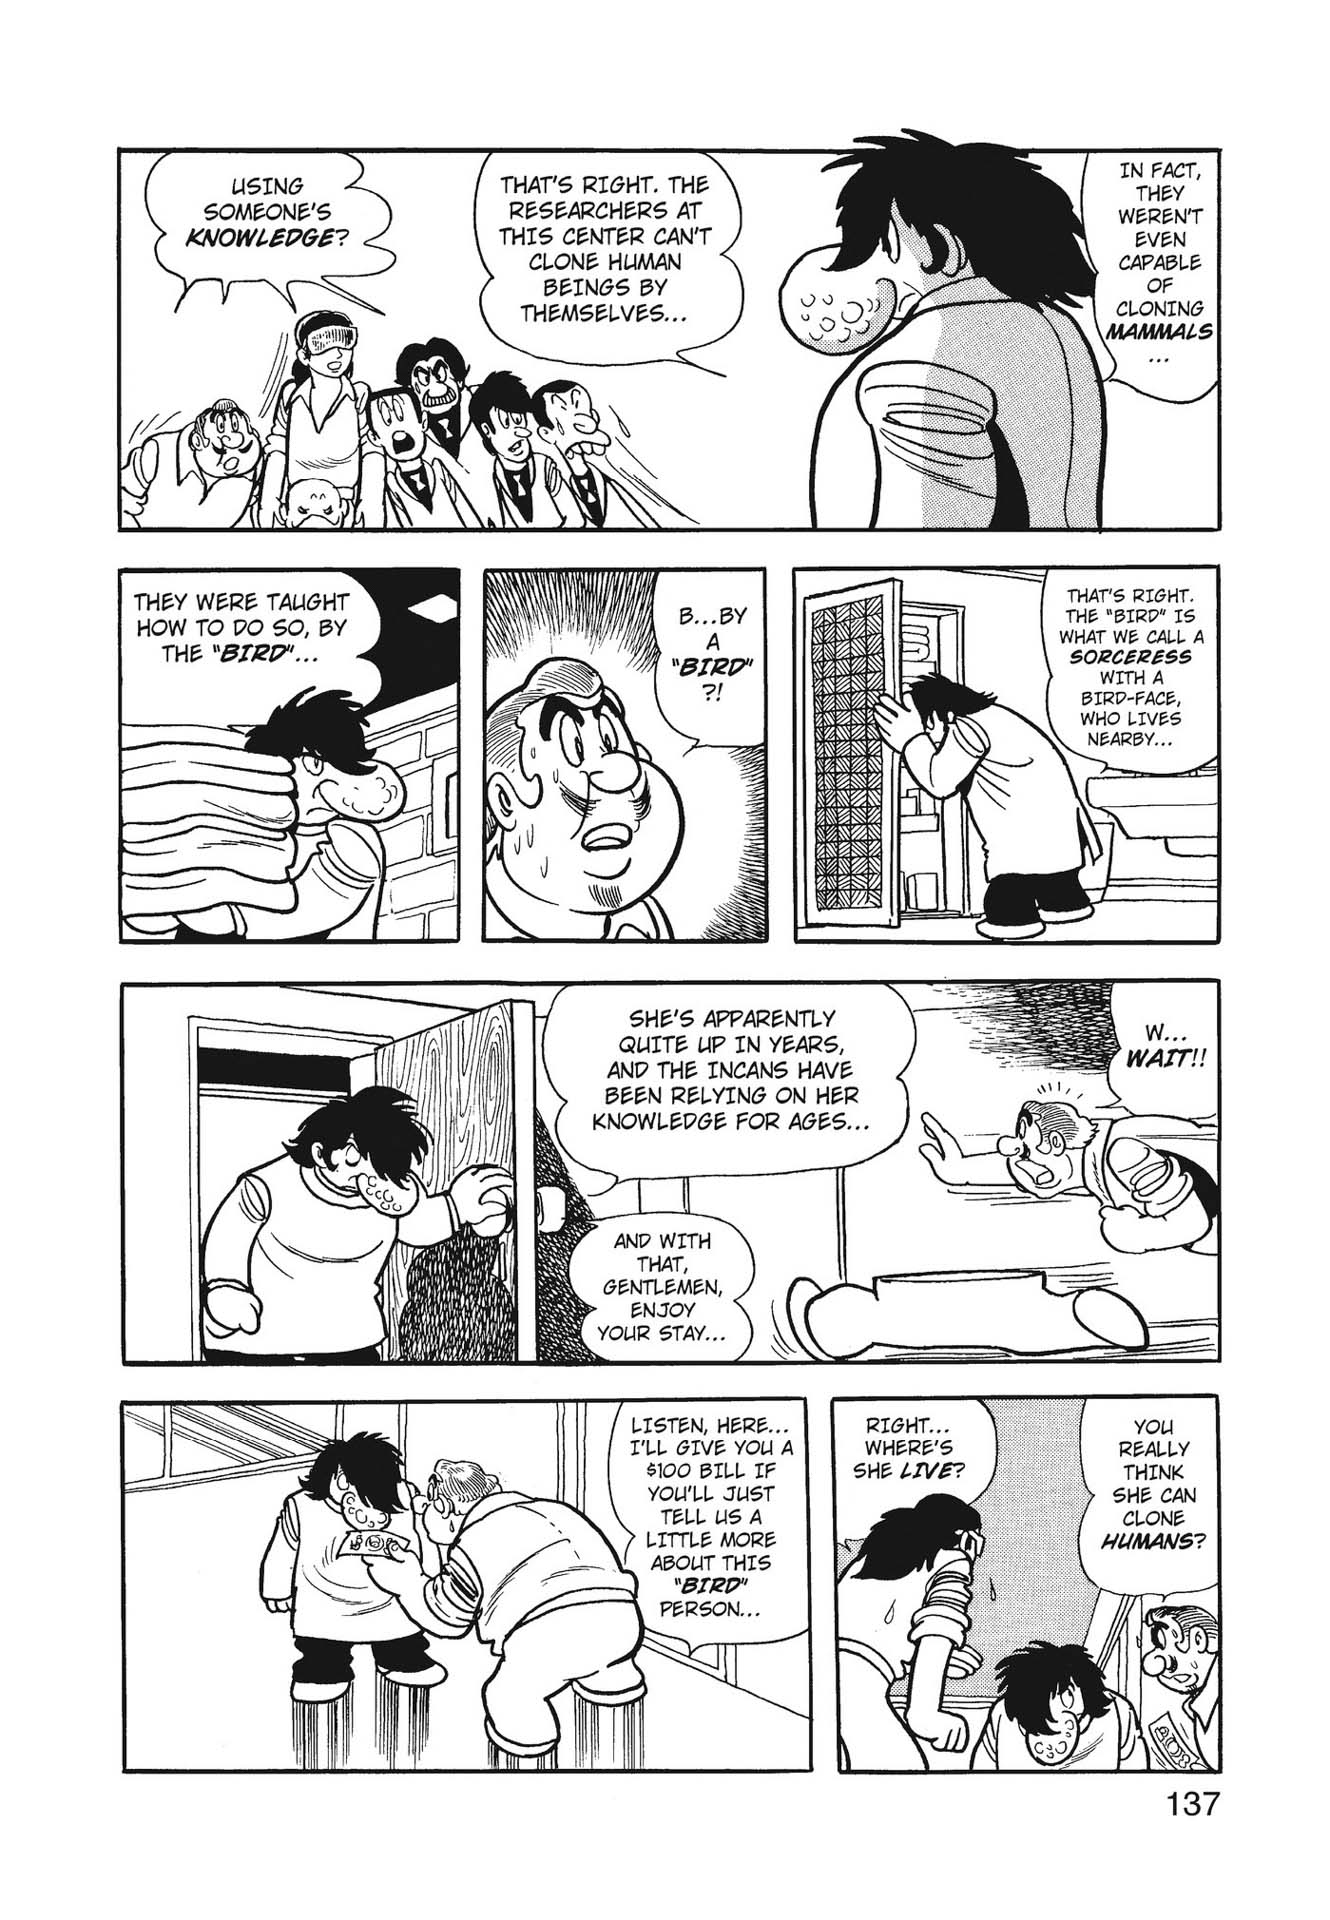 USING
SOMEONE'S
KNOWLEDGE?
THAT'S RIGHT. THE
RESEARCHERS AT
THIS CENTER CAN'T
CLONE HUMAN
BEINGS BY
THEMSELVES...
IN FACT,
THEY
WEREN'T
EVEN
CAPABLE
OF
CLONING
MAMMALS
...
THEY WERE TAUGHT
HOW TO DO SO, BY
THE "BIRD"...
B...BY
A
"BIRD"
?!
THAT'S RIGHT.
THE "BIRD" IS
WHAT WE CALL A
SORCERESS
WITH A
BIRD-FACE,
WHO LIVES
NEARBY...
SHE'S APPARENTLY
QUITE UP IN YEARS,
AND THE INCANS HAVE
BEEN RELYING ON HER
KNOWLEDGE FOR AGES...
AND WITH
THAT,
GENTLEMEN,
ENJOY
YOUR STAY...
W...
WAIT!!
LISTEN, HERE...
I'LL GIVE YOU A
$100 BILL IF
YOU'LL JUST
TELL US A
LITTLE MORE
ABOUT THIS
"BIRD"
PERSON...
RIGHT...
WHERE'S
SHE LIVE?
YOU
REALLY
THINK
SHE CAN
CLONE
HUMANS?
137